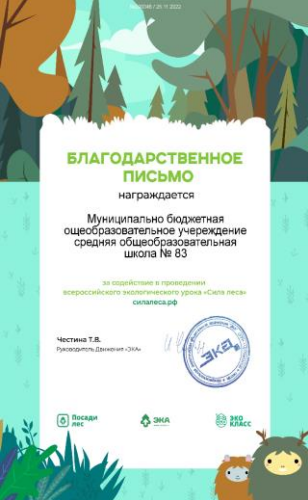 БЛАГОДАРСТВЕННОЕ
ПИСЬМО
награждается
Муниципально бюджетная
ощеобразовательное учереждение
средняя общеобразовательная
школа № 83
за содействие в проведении
всероссийского экологического урока «Сила леса»
силалеса.рф
Честина Т.В.
Руководитель Движения «ЭКА»
ЭКА
Посади
лес
ЭКА
ЭКО
КЛАСС